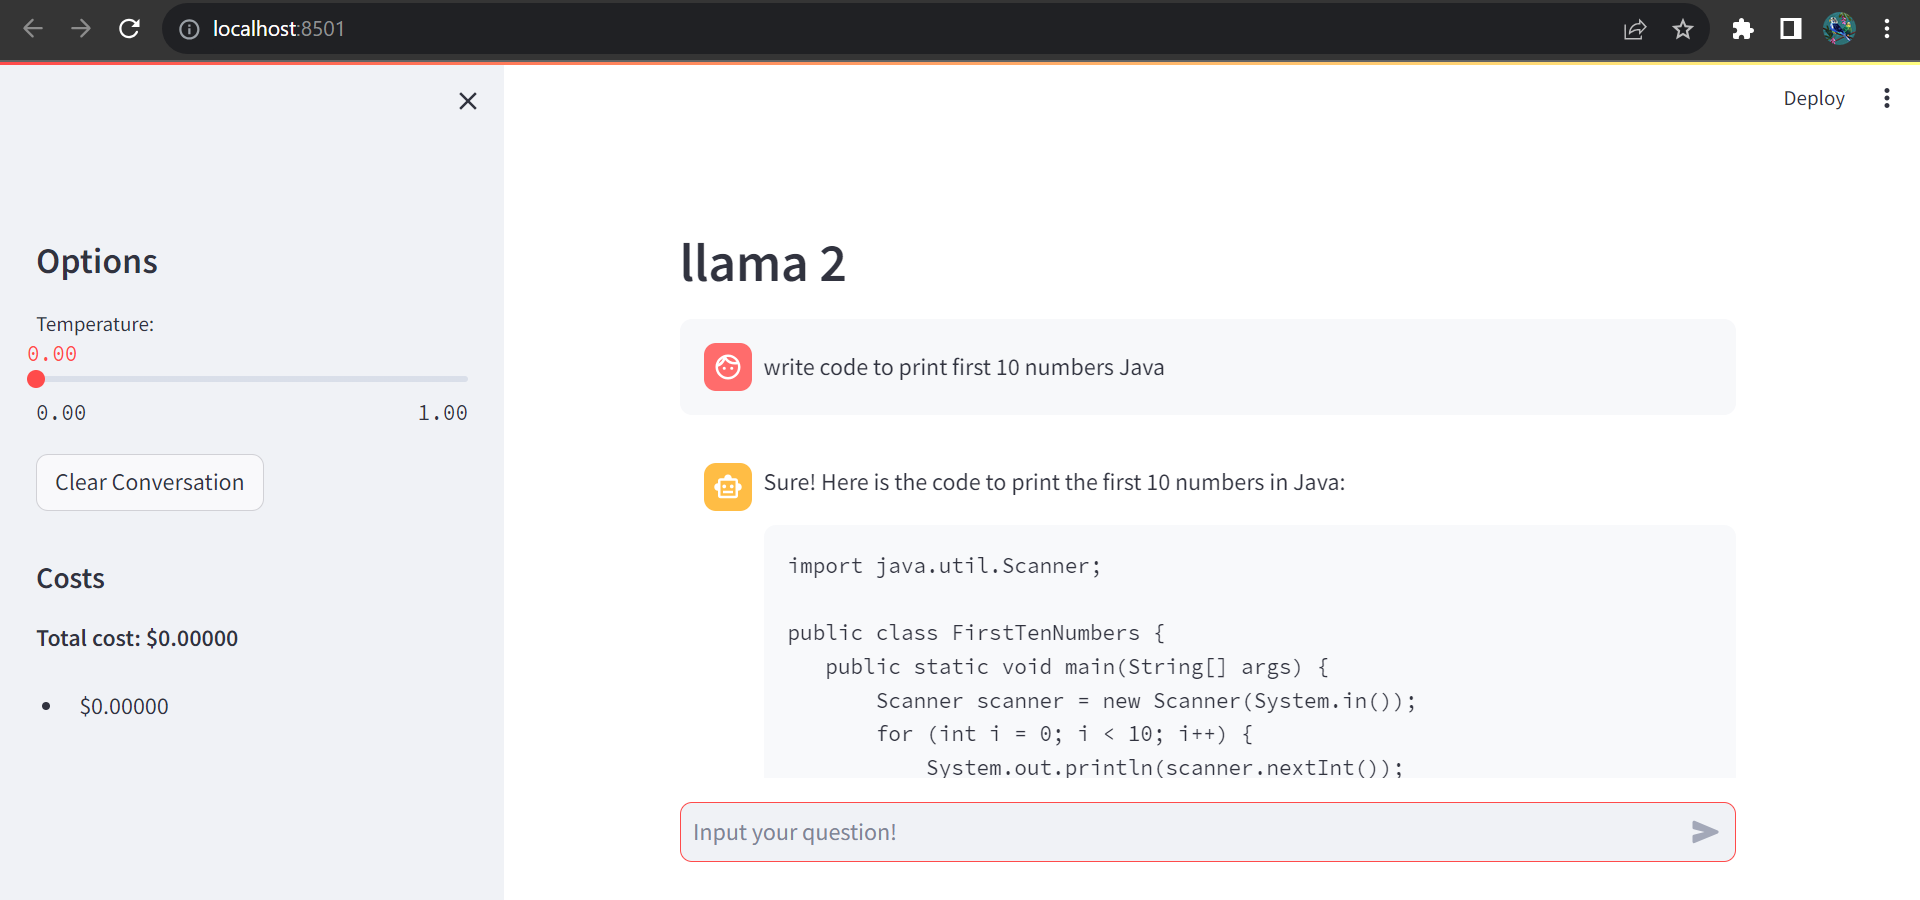 localhost:8501
Deploy
Options
Temperature:
0.00
0.00 1.00
Clear Conversation
Costs
Total cost: $0.00000
• $0.00000
llama 2
write code to print first 10 numbers Java
Sure! Here is the code to print the first 10 numbers in Java:
import java.util.Scanner;
public class FirstTenNumbers {
public static void main(String[] args) {
Scanner scanner = new Scanner(System.in());
for (int i = 0; i < 10; i++) {
System.out.println(scanner.nextInt());
Input your question!